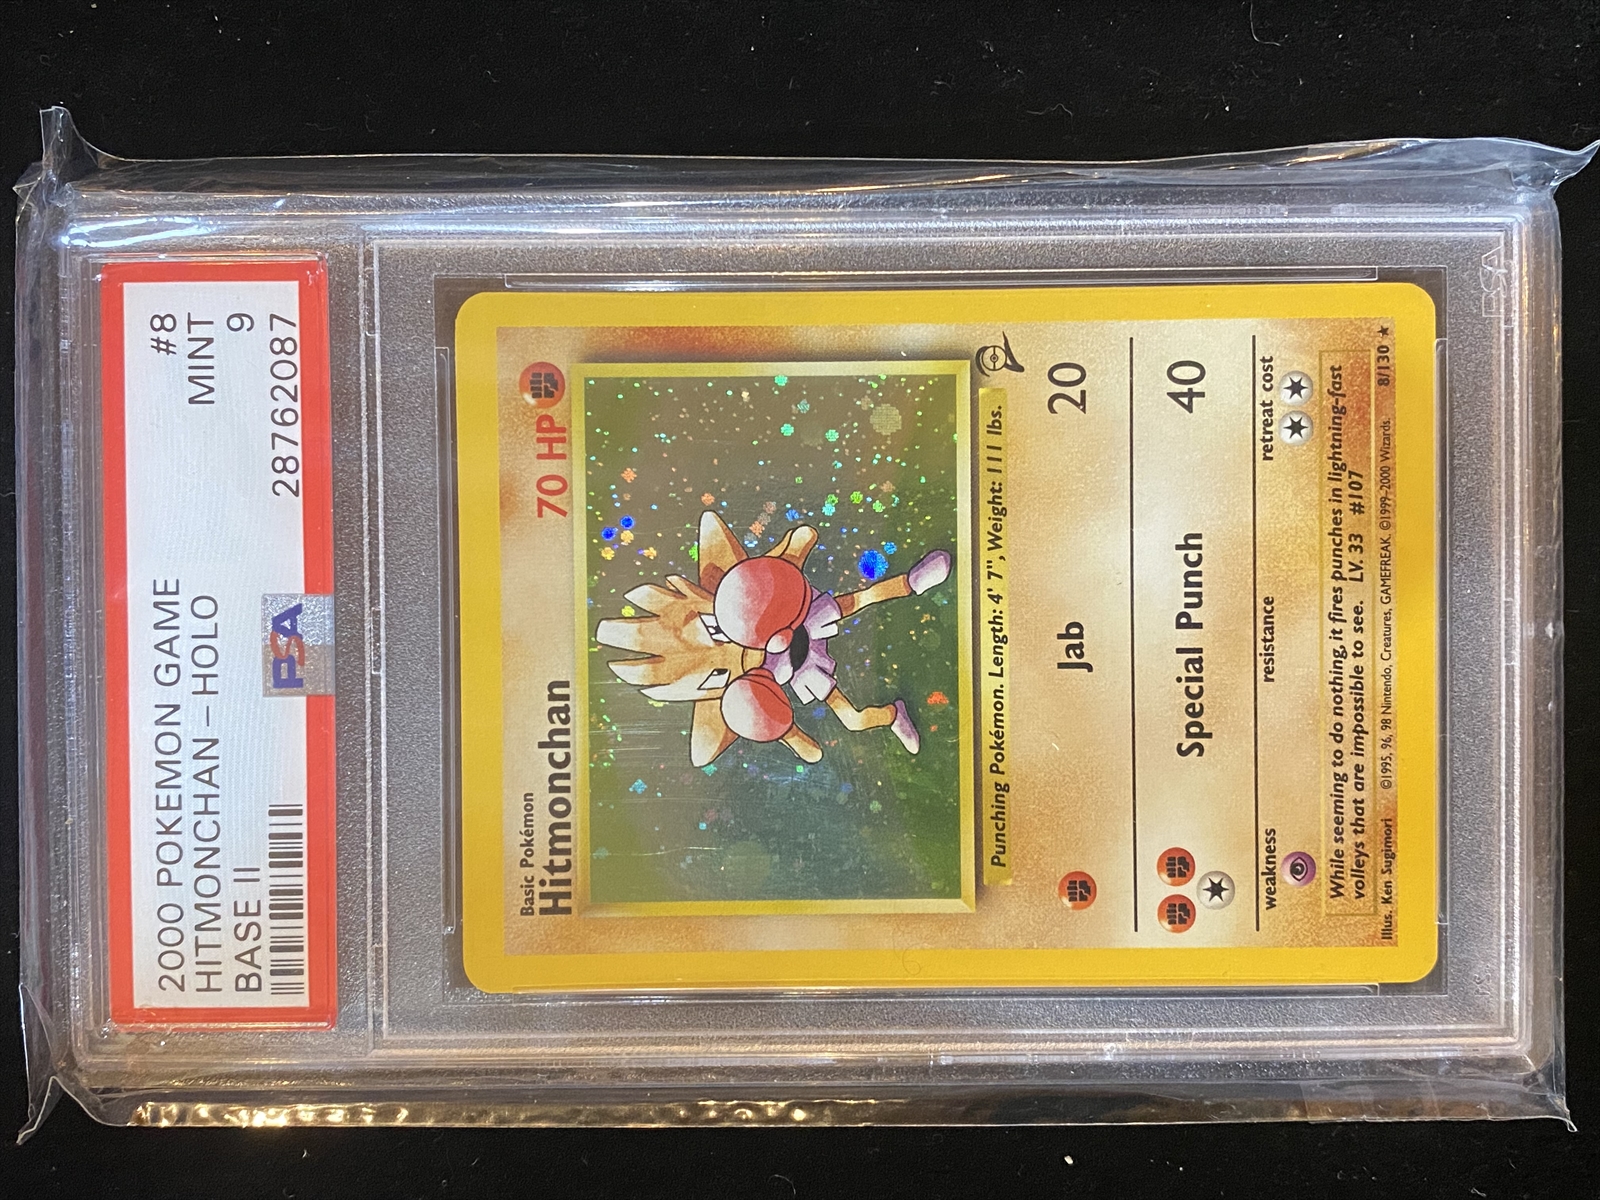 2000 POKEMON GAME #8
HITMONCHAN - HOLO MINT
BASE II 9
28762087
PSA
Basic Pokémon
Hitmonchan 70 HP
Punching Pokémon. Length: 4' 7", Weight: 111 lbs.
Jab 20
Special Punch 40
weakness resistance retreat cost
While seeming to do nothing, it fires punches in lightning-fast
volleys that are impossible to see. LV. 33 #107
Illus. Ken Sugimori ©1995, 96, 98 Nintendo, Creatures, GAMEFREAK. ©1999-2000 Wizards. 8/130 ★
PSA